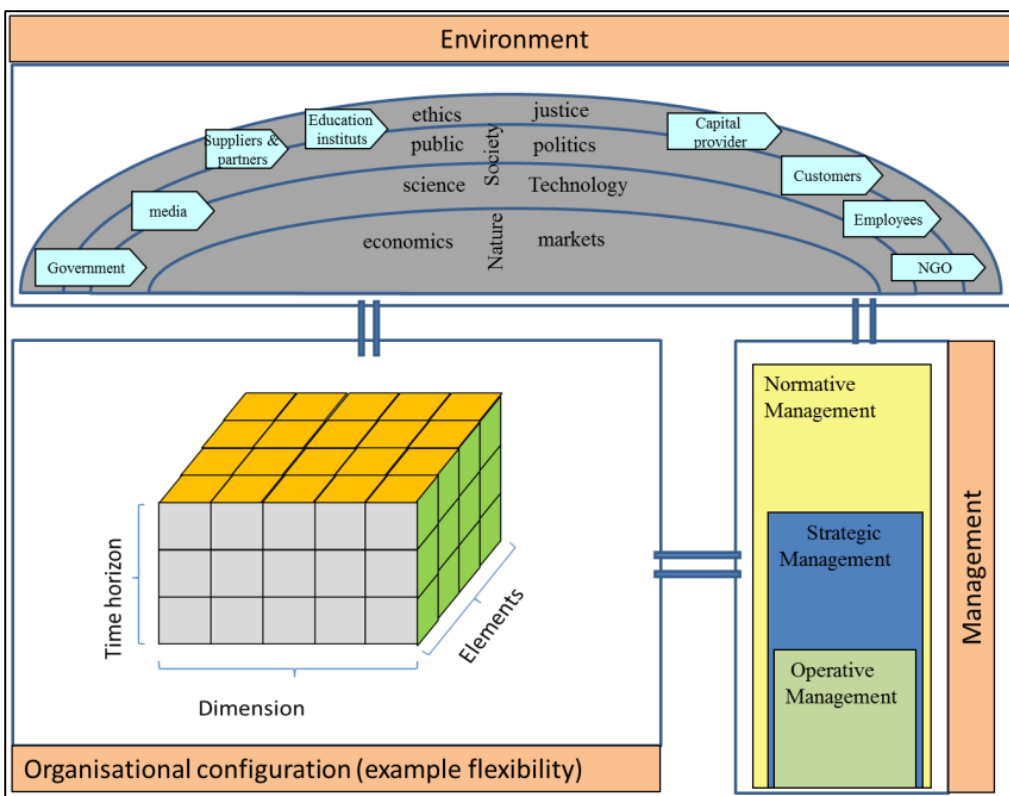 Environment
Education
instituts
ethics
justice
Capital
provider
Suppliers &
partners
public
Society
politics
Customers
science
Technology
media
Employees
economics
Nature
markets
Government
NGO
Normative
Management
Strategic
Management
Operative
Management
Management
Time horizon
Elements
Dimension
Organisational configuration (example flexibility)